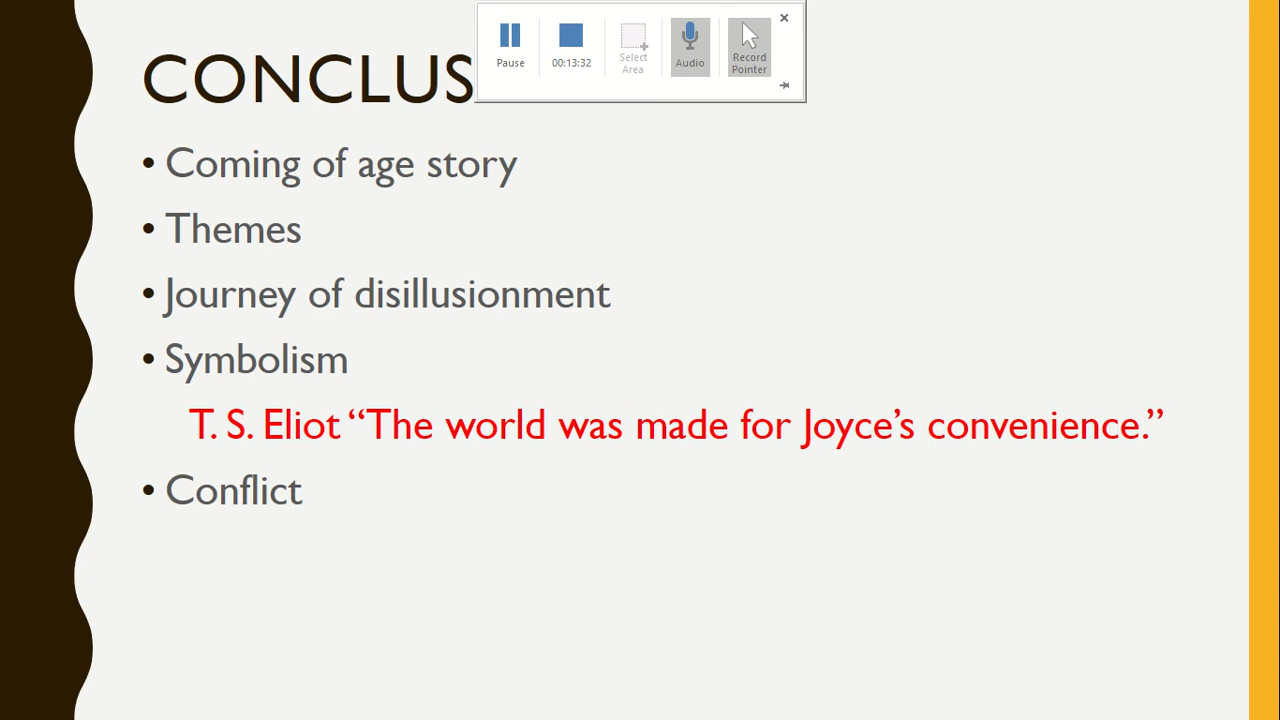 CONCLUS
Pause
00:13:32
Select
Area
Audio
Record
Pointer
• Coming of age story
• Themes
• Journey of disillusionment
• Symbolism
T. S. Eliot “The world was made for Joyce’s convenience.”
• Conflict